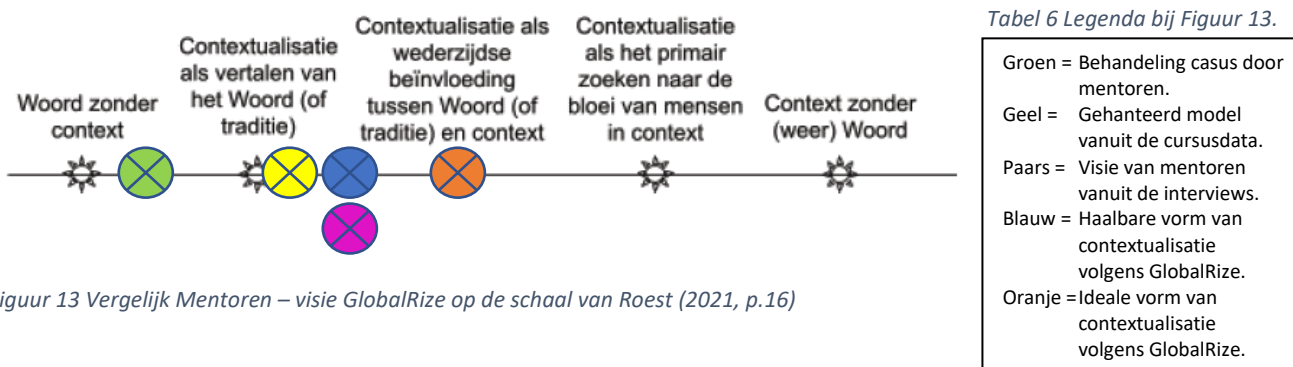 Woord zonder
context
Contextualisatie
als vertalen van
het Woord (of
traditie)
Contextualisatie als
wederzijdse
beïnvloeding
tussen Woord (of
traditie) en context
Contextualisatie
als het primair
zoeken naar de
bloei van mensen
in context
Context zonder
(weer) Woord
iguur 13 Vergelijk Mentoren – visie GlobalRize op de schaal van Roest (2021, p.16)
Tabel 6 Legenda bij Figuur 13.
Groen = Behandeling casus door
mentoren.
Geel = Gehanteerd model
vanuit de cursusdata.
Paars = Visie van mentoren
vanuit de interviews.
Blauw = Haalbare vorm van
contextualisatie
volgens GlobalRize.
Oranje =Ideale vorm van
contextualisatie
volgens GlobalRize.